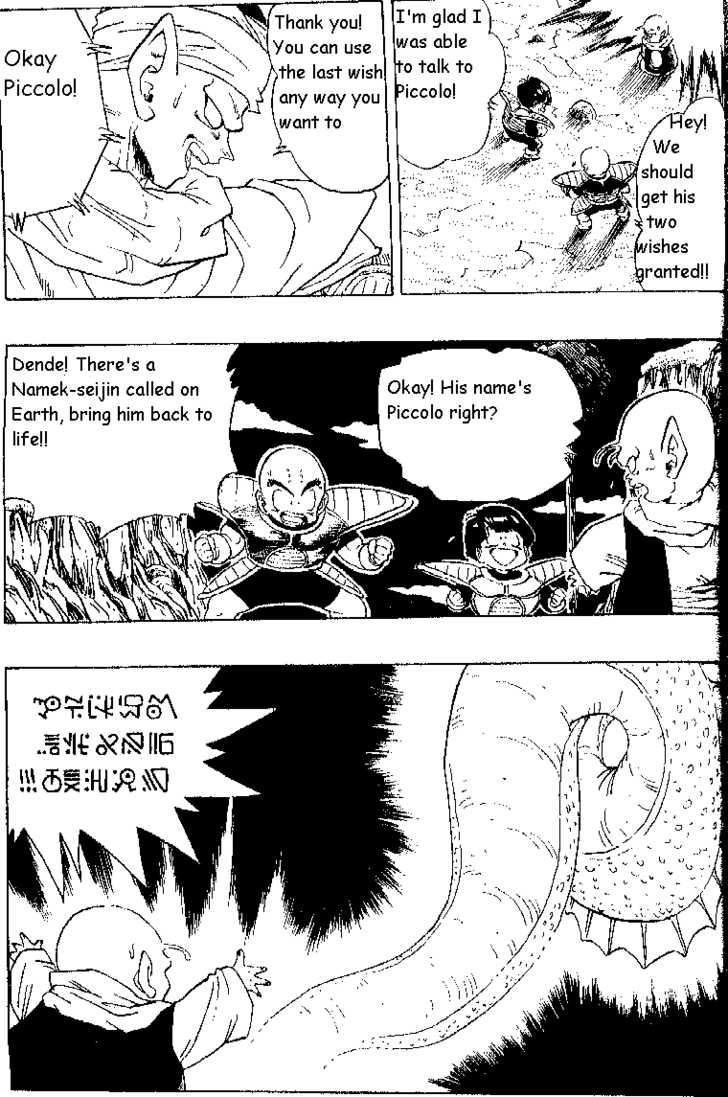 Okay
Piccolo!
Thank you!
You can use
the last wish
any way you
want to
I'm glad I
was able
to talk to
Piccolo!
Hey!
We
should
get his
two
wishes
granted!!
Dende! There's a
Namek-seijin called on
Earth, bring him back to
life!!
Okay! His name's
Piccolo right?